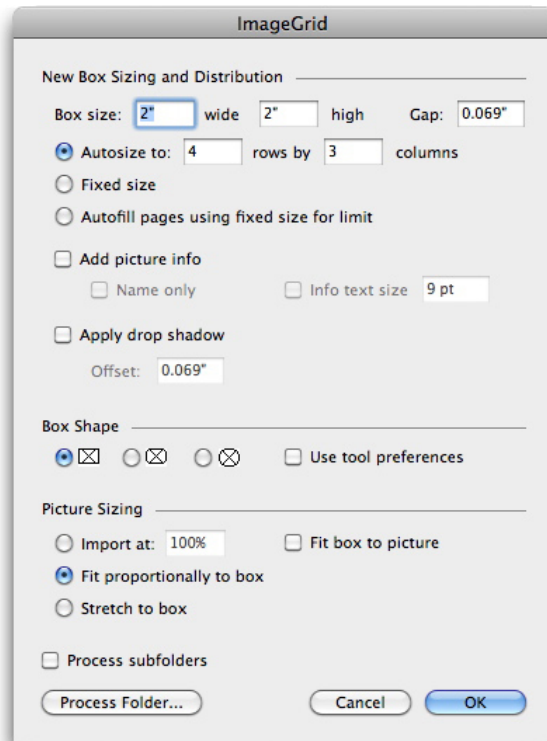 ImageGrid
New Box Sizing and Distribution
Box size: 2" wide 2" high Gap: 0.069"
Autosize to: 4 rows by 3 columns
Fixed size
Autofill pages using fixed size for limit
Add picture info
Name only Info text size 9 pt
Apply drop shadow
Offset: 0.069"
Box Shape
Use tool preferences
Picture Sizing
Import at: 100% Fit box to picture
Fit proportionally to box
Stretch to box
Process subfolders
Process Folder... Cancel OK